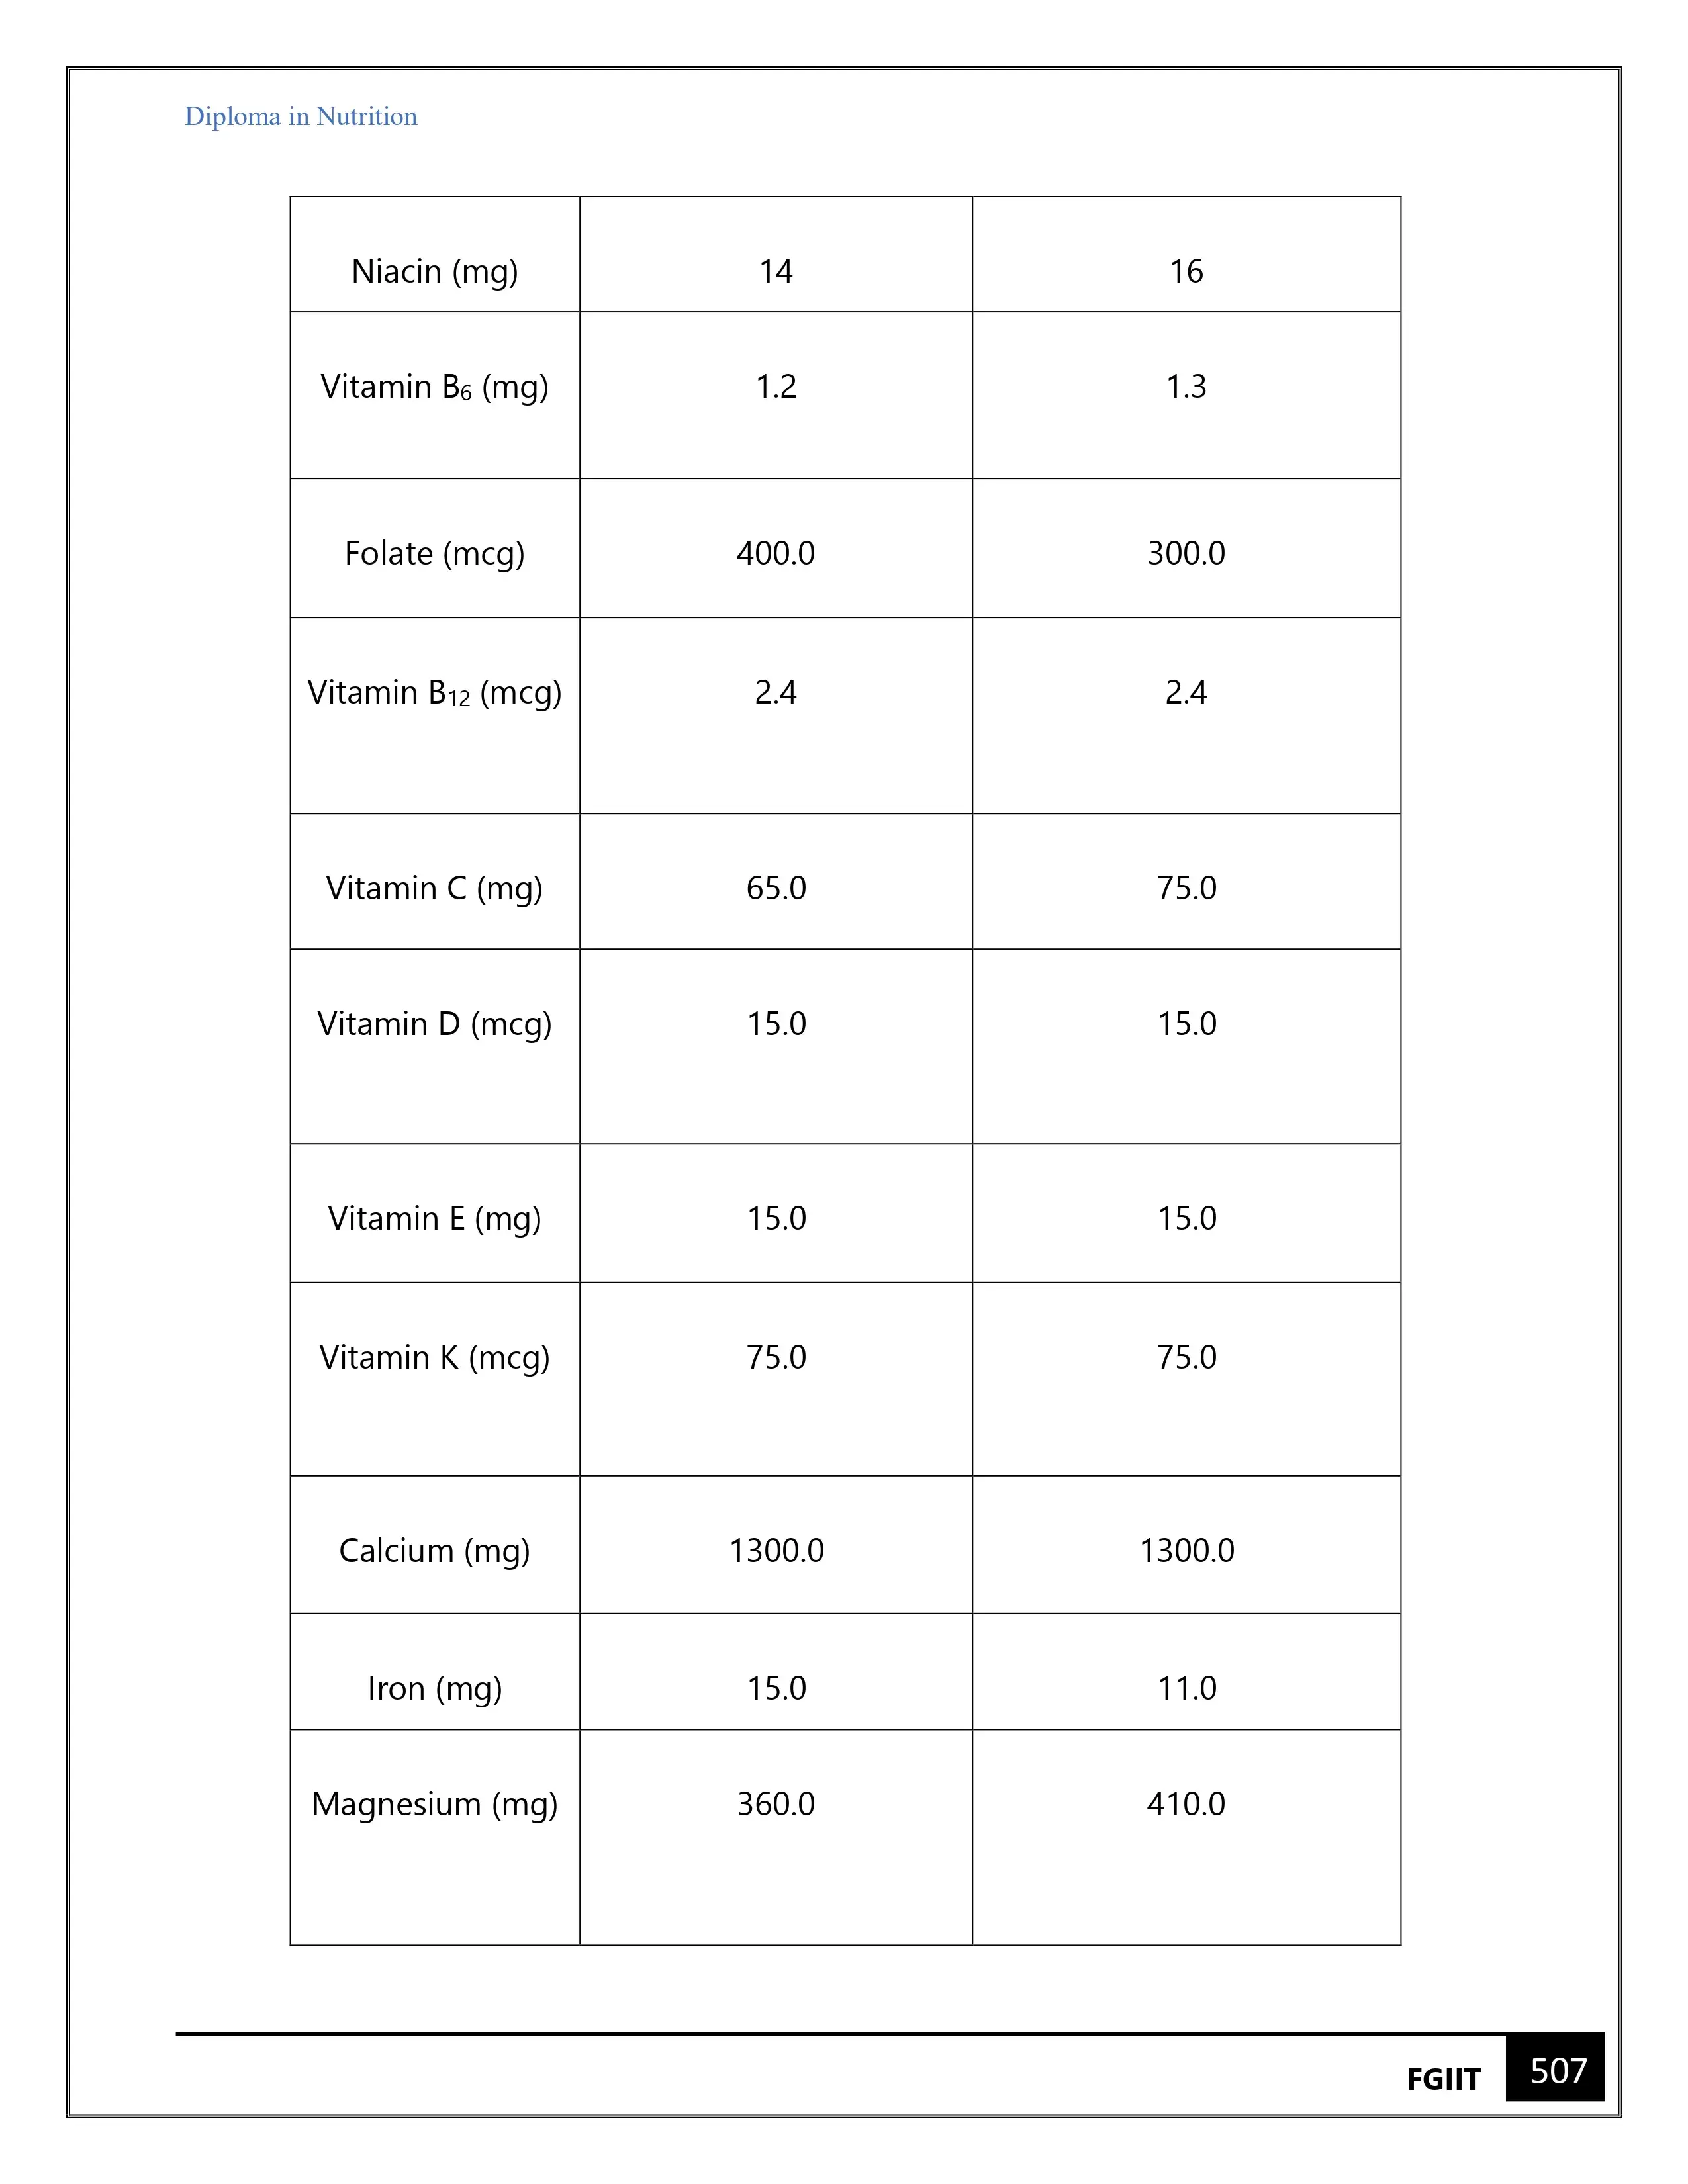 Diploma in Nutrition
Niacin (mg) 14 16
Vitamin B₆ (mg) 1.2 1.3
Folate (mcg) 400.0 300.0
Vitamin B₁₂ (mcg) 2.4 2.4
Vitamin C (mg) 65.0 75.0
Vitamin D (mcg) 15.0 15.0
Vitamin E (mg) 15.0 15.0
Vitamin K (mcg) 75.0 75.0
Calcium (mg) 1300.0 1300.0
Iron (mg) 15.0 11.0
Magnesium (mg) 360.0 410.0
FGIIT 507